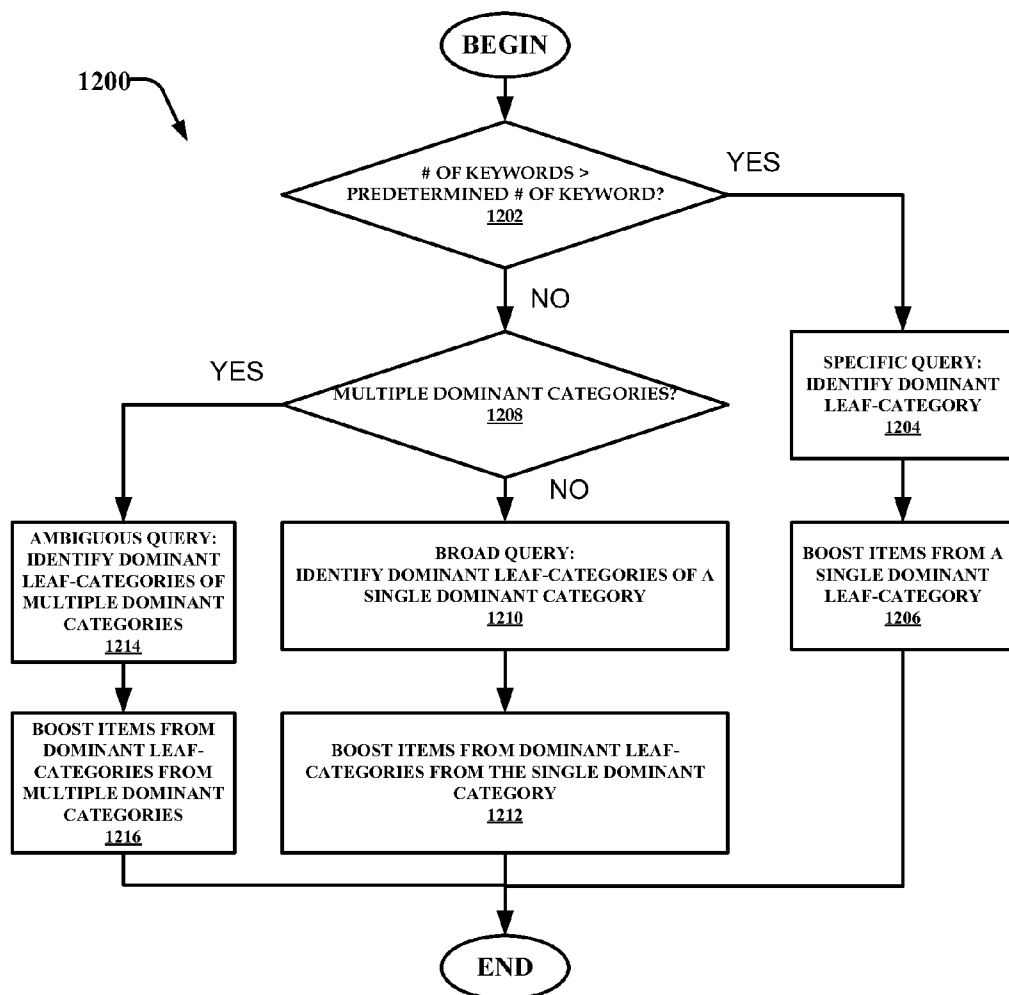 BEGIN
1200
# OF KEYWORDS >
PREDETERMINED # OF KEYWORD?
1202
YES
NO
MULTIPLE DOMINANT CATEGORIES?
1208
YES
NO
SPECIFIC QUERY:
IDENTIFY DOMINANT
LEAF-CATEGORY
1204
AMBIGUOUS QUERY:
IDENTIFY DOMINANT
LEAF-CATEGORIES OF
MULTIPLE DOMINANT
CATEGORIES
1214
BROAD QUERY:
IDENTIFY DOMINANT LEAF-CATEGORIES OF A
SINGLE DOMINANT CATEGORY
1210
BOOST ITEMS FROM A
SINGLE DOMINANT
LEAF-CATEGORY
1206
BOOST ITEMS FROM
DOMINANT LEAF-
CATEGORIES FROM
MULTIPLE DOMINANT
CATEGORIES
1216
BOOST ITEMS FROM DOMINANT LEAF-
CATEGORIES FROM THE SINGLE DOMINANT
CATEGORY
1212
END